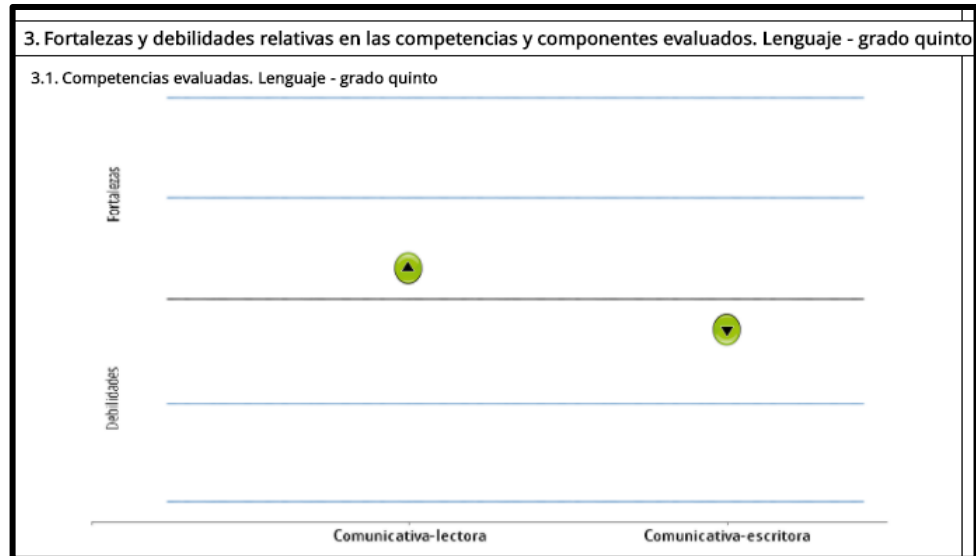 3. Fortalezas y debilidades relativas en las competencias y componentes evaluados. Lenguaje - grado quinto
3.1. Competencias evaluadas. Lenguaje - grado quinto
Fortalezas
Debilidades
Comunicativa-lectora
Comunicativa-escritora